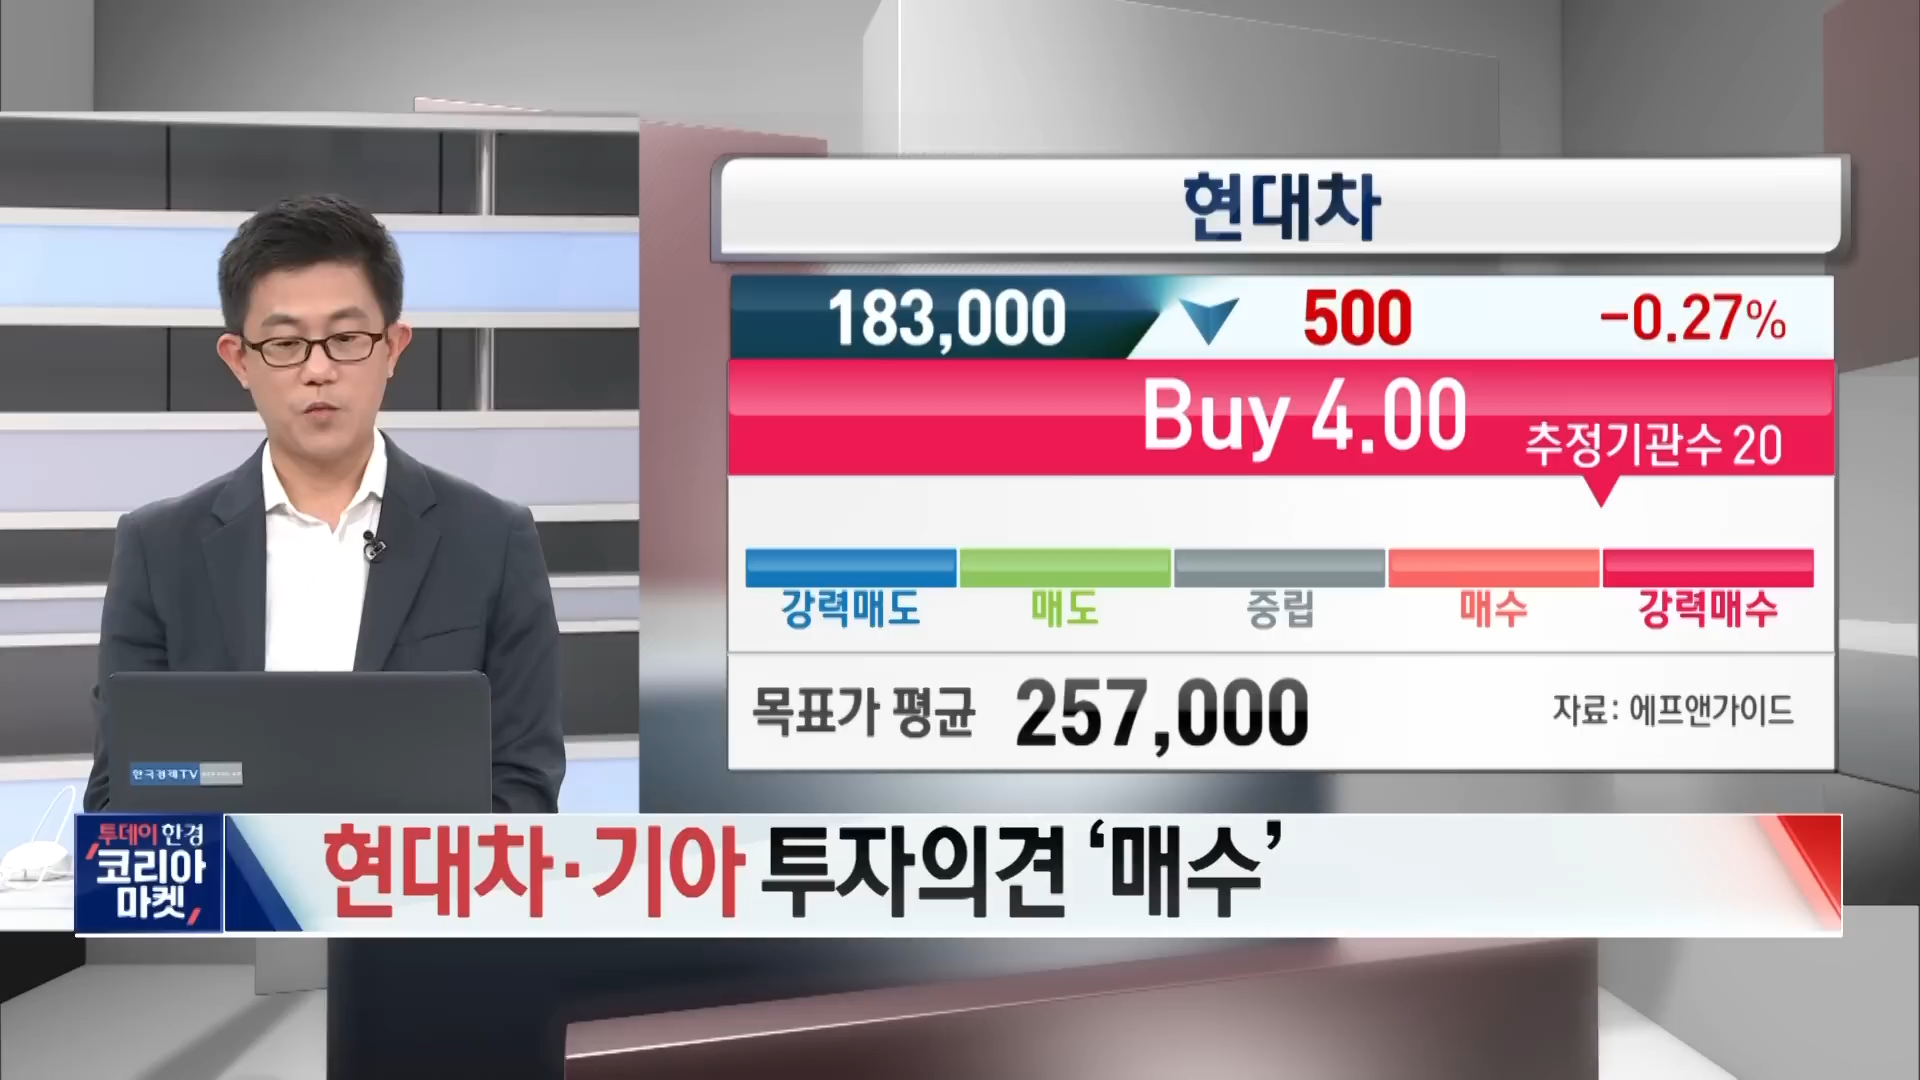 현대차
183,000 ▼ 500 -0.27%
Buy 4.00 추정기관수 20
강력매도 매도 중립 매수 강력매수
목표가 평균 257,000 자료: 에프앤가이드
한국경제TV
투데이 한경
코리아
마켓
현대차·기아 투자의견 ‘매수’